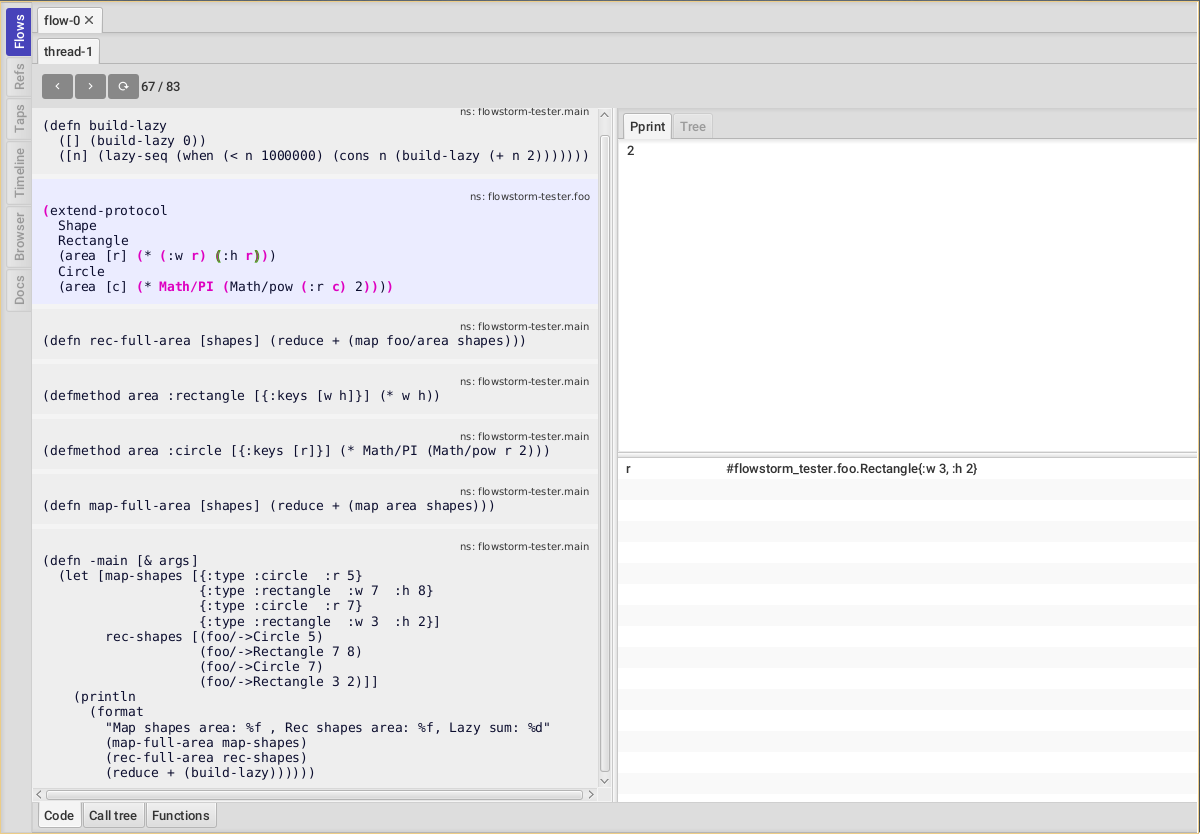 Flows
Refs
Taps
Timeline
Browser
Docs
flow-0 ✕
thread-1
67 / 83
ns: flowstorm-tester.main
(defn build-lazy
([] (build-lazy 0))
([n] (lazy-seq (when (< n 1000000) (cons n (build-lazy (+ n 2)))))))
ns: flowstorm-tester.foo
(extend-protocol
Shape
Rectangle
(area [r] (* (:w r) (:h r)))
Circle
(area [c] (* Math/PI (Math/pow (:r c) 2))))
ns: flowstorm-tester.main
(defn rec-full-area [shapes] (reduce + (map foo/area shapes)))
ns: flowstorm-tester.main
(defmethod area :rectangle [{:keys [w h]}] (* w h))
ns: flowstorm-tester.main
(defmethod area :circle [{:keys [r]}] (* Math/PI (Math/pow r 2)))
ns: flowstorm-tester.main
(defn map-full-area [shapes] (reduce + (map area shapes)))
ns: flowstorm-tester.main
(defn -main [& args]
(let [map-shapes [{:type :circle  :r 5}
{:type :rectangle  :w 7  :h 8}
{:type :circle  :r 7}
{:type :rectangle  :w 3  :h 2}]
rec-shapes [(foo/->Circle 5)
(foo/->Rectangle 7 8)
(foo/->Circle 7)
(foo/->Rectangle 3 2)]]
(println
(format
"Map shapes area: %f , Rec shapes area: %f, Lazy sum: %d"
(map-full-area map-shapes)
(rec-full-area rec-shapes)
(reduce + (build-lazy))))))
Code Call tree Functions
Pprint Tree
2
r #flowstorm_tester.foo.Rectangle{:w 3, :h 2}